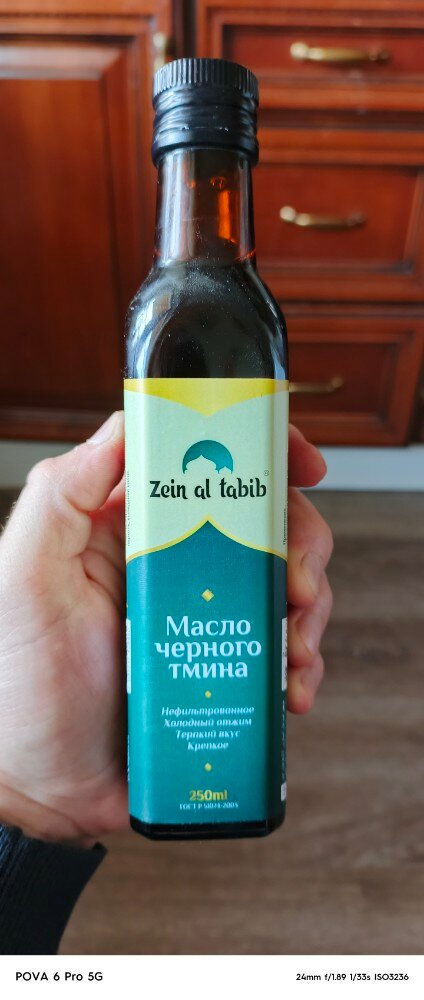 Zein al tabib®
Масло
черного
тмина
Нефильтрованное
Холодный отжим
Терпкий вкус
Крепкое
250ml
POVA 6 Pro 5G
24mm f/1.89 1/33s ISO3236